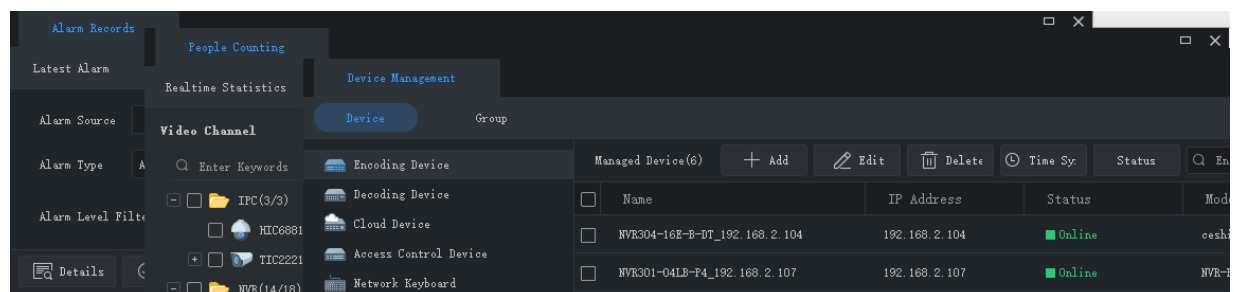 Alarm Records
Latest Alarm
Alarm Source
Alarm Type
Alarm Level
Details
People Counting
Realtime Statistics
Video Channel
Enter Keywords
IPC(3/3)
HIC6881
TIC2221
NVR(14/18)
Device Management
Device Group
Encoding Device
Decoding Device
Cloud Device
Access Control Device
Network Keyboard
Managed Device(6) Add Edit Delete Time Sy: Status
Name IP Address Status
NVR304-16E-B-DT_192.168.2.104 192.168.2.104 Online ceshi
NVR301-04LB-P4_192.168.2.107 192.168.2.107 Online